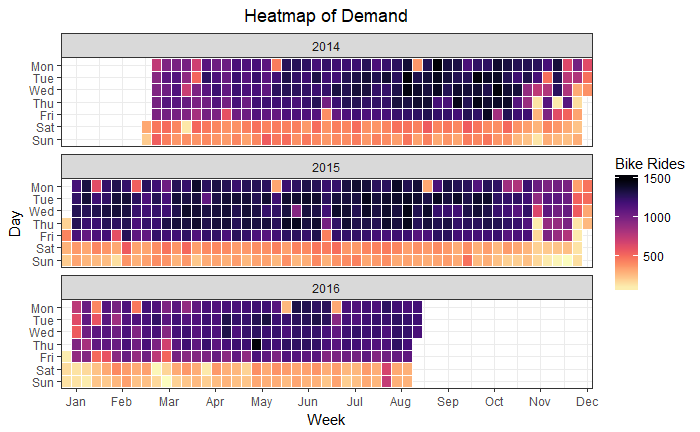 Heatmap of Demand
2014
Mon
Tue
Wed
Thu
Fri
Sat
Sun
2015
Mon
Tue
Wed
Thu
Fri
Sat
Sun
2016
Mon
Tue
Wed
Thu
Fri
Sat
Sun
Jan Feb Mar Apr May Jun Jul Aug Sep Oct Nov Dec
Week
Day
Bike Rides
1500
1000
500